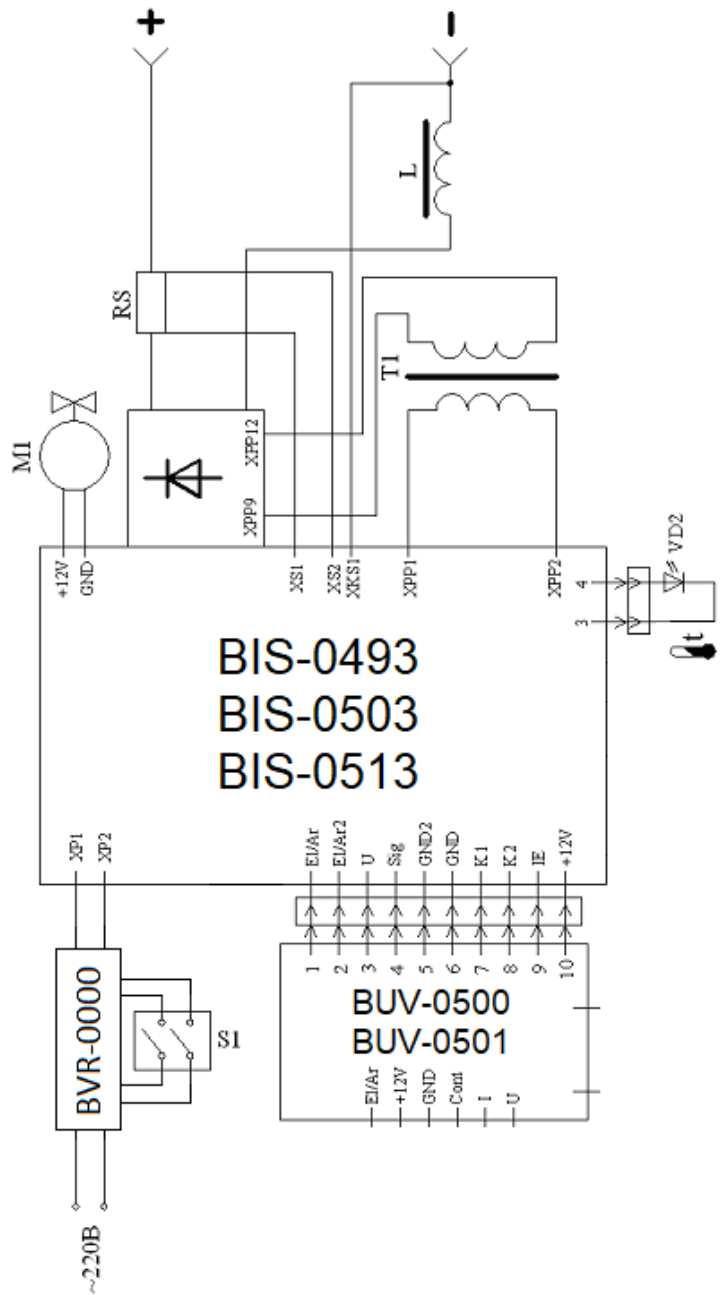 +
-
RS
L
M1
T1
XPP9
XPP12
+12V
GND
XS1
XS2
XKS1
XPP1
XPP2
BIS-0493
BIS-0503
BIS-0513
4
3
VD2
t
XP1
XP2
El/Ar
El/Ar2
U
Sig
GND2
GND
K1
K2
IE
+12V
1
2
3
4
5
6
7
8
9
10
BUV-0500
BUV-0501
El/Ar
+12V
GND
Cont
I
U
BVR-0000
S1
~220В